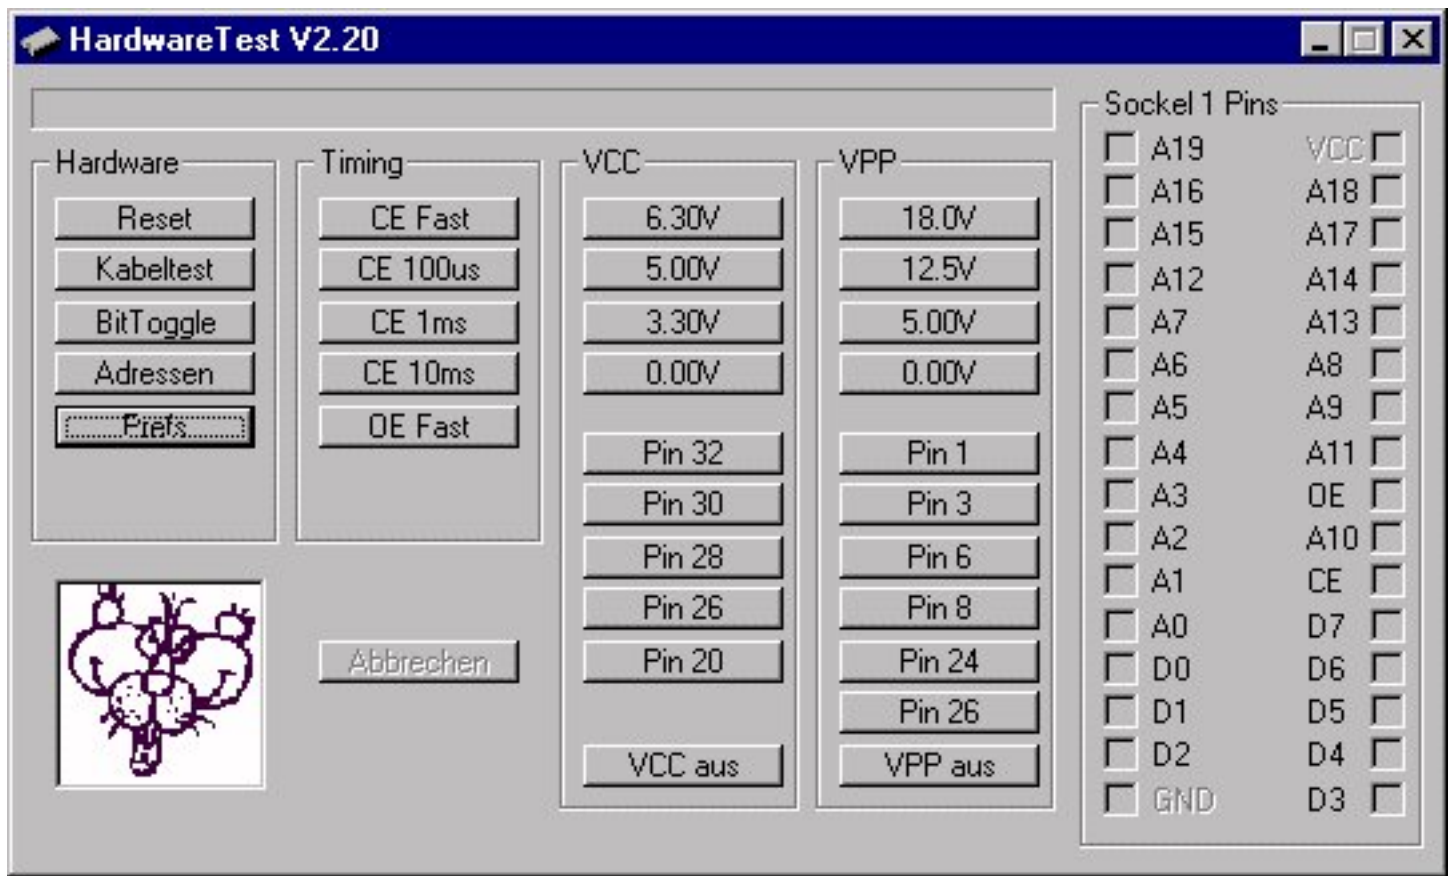 HardwareTest V2.20
Hardware
Reset
Kabeltest
BitToggle
Adressen
Prefs
Timing
CE Fast
CE 100us
CE 1ms
CE 10ms
OE Fast
Abbrechen
VCC
6.30V
5.00V
3.30V
0.00V
Pin 32
Pin 30
Pin 28
Pin 26
Pin 20
VCC aus
VPP
18.0V
12.5V
5.00V
0.00V
Pin 1
Pin 3
Pin 6
Pin 8
Pin 24
Pin 26
VPP aus
Sockel 1 Pins
A19 VCC
A16 A18
A15 A17
A12 A14
A7 A13
A6 A8
A5 A9
A4 A11
A3 OE
A2 A10
A1 CE
A0 D7
D0 D6
D1 D5
D2 D4
GND D3